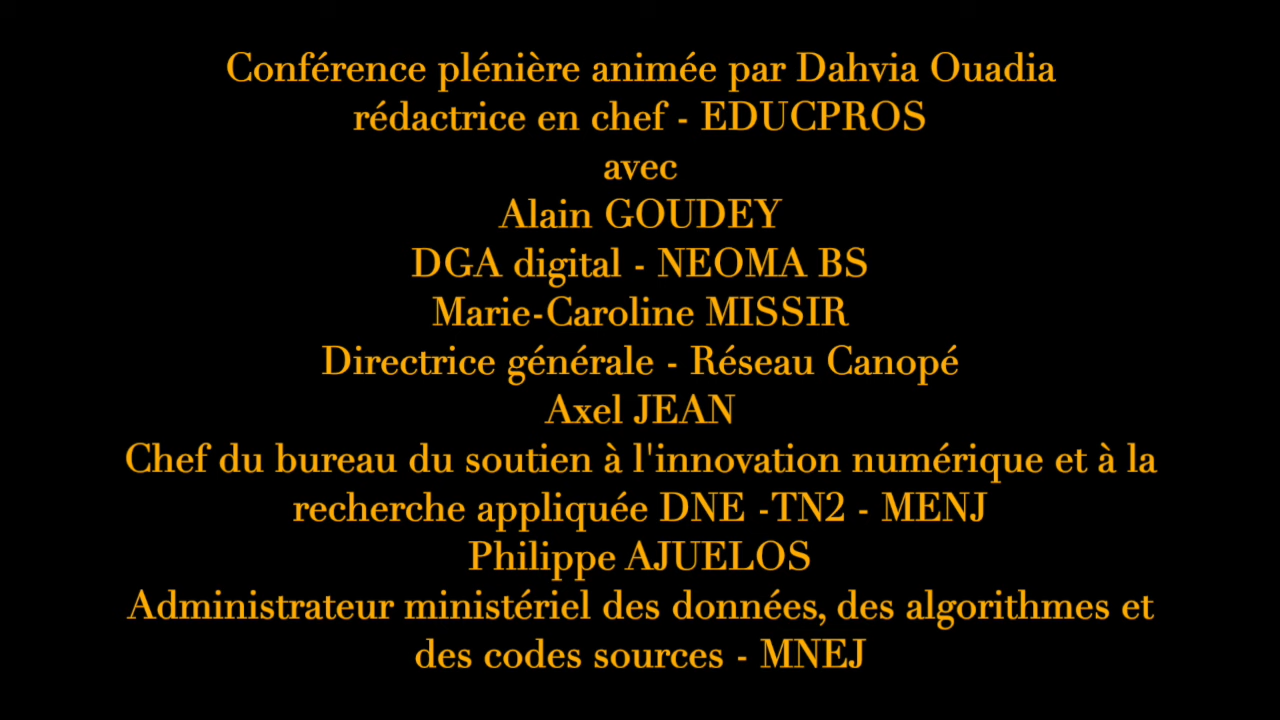 Conférence plénière animée par Dahvia Ouadia
rédactrice en chef - EDUCPROS
avec
Alain GOUDEY
DGA digital - NEOMA BS
Marie-Caroline MISSIR
Directrice générale - Réseau Canopé
Axel JEAN
Chef du bureau du soutien à l'innovation numérique et à la
recherche appliquée DNE -TN2 - MENJ
Philippe AJUELOS
Administrateur ministériel des données, des algorithmes et
des codes sources - MNEJ